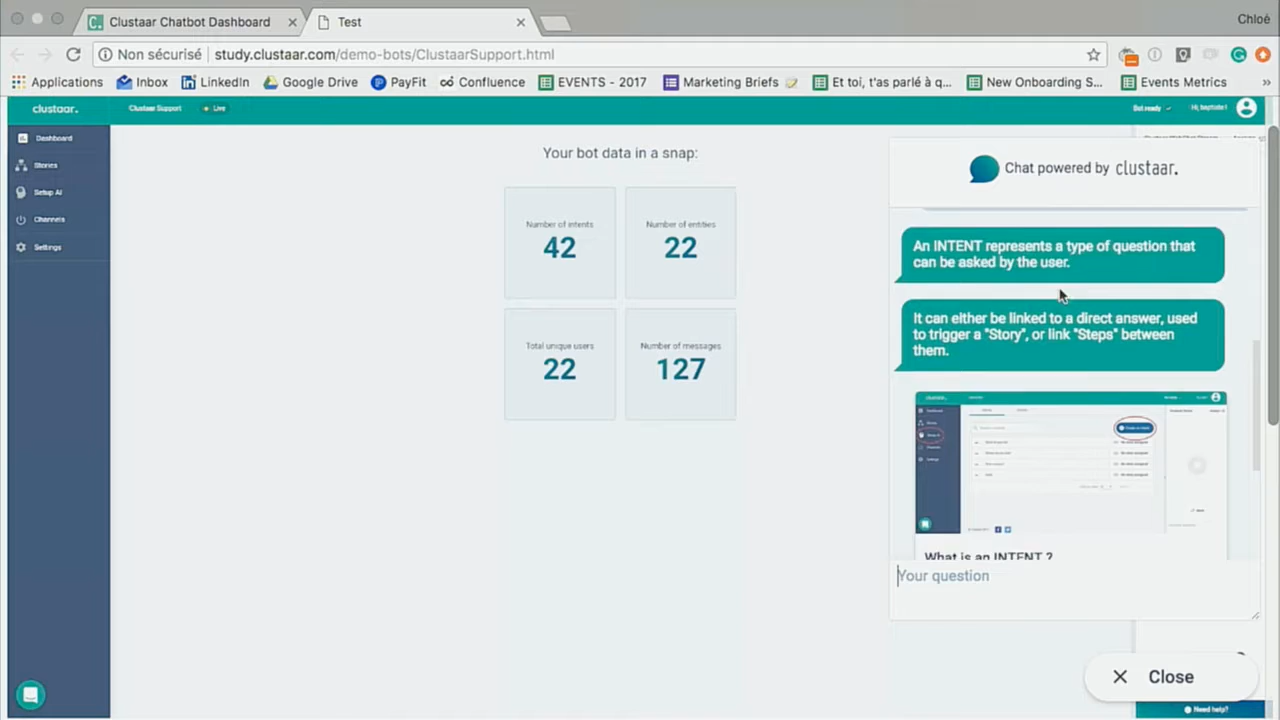 Clustaar Chatbot Dashboard
Test
Chloé
Non sécurisé
study.clustaar.com/demo-bots/ClustaarSupport.html
Applications
Inbox
LinkedIn
Google Drive
PayFit
Confluence
EVENTS - 2017
Marketing Briefs
Et toi, t'as parlé à q...
New Onboarding S...
Events Metrics
»
clustaar.
Clustaar Support
Live
Bot ready
Hi, baptiste !
Dashboard
Stories
Setup AI
Channels
Settings
Your bot data in a snap:
Number of intents
42
Number of entities
22
Total unique users
22
Number of messages
127
Chat powered by clustaar.
An INTENT represents a type of question that
can be asked by the user.
It can either be linked to a direct answer, used
to trigger a "Story", or link "Steps" between
them.
What is an INTENT ?
Your question
Close
Need help?